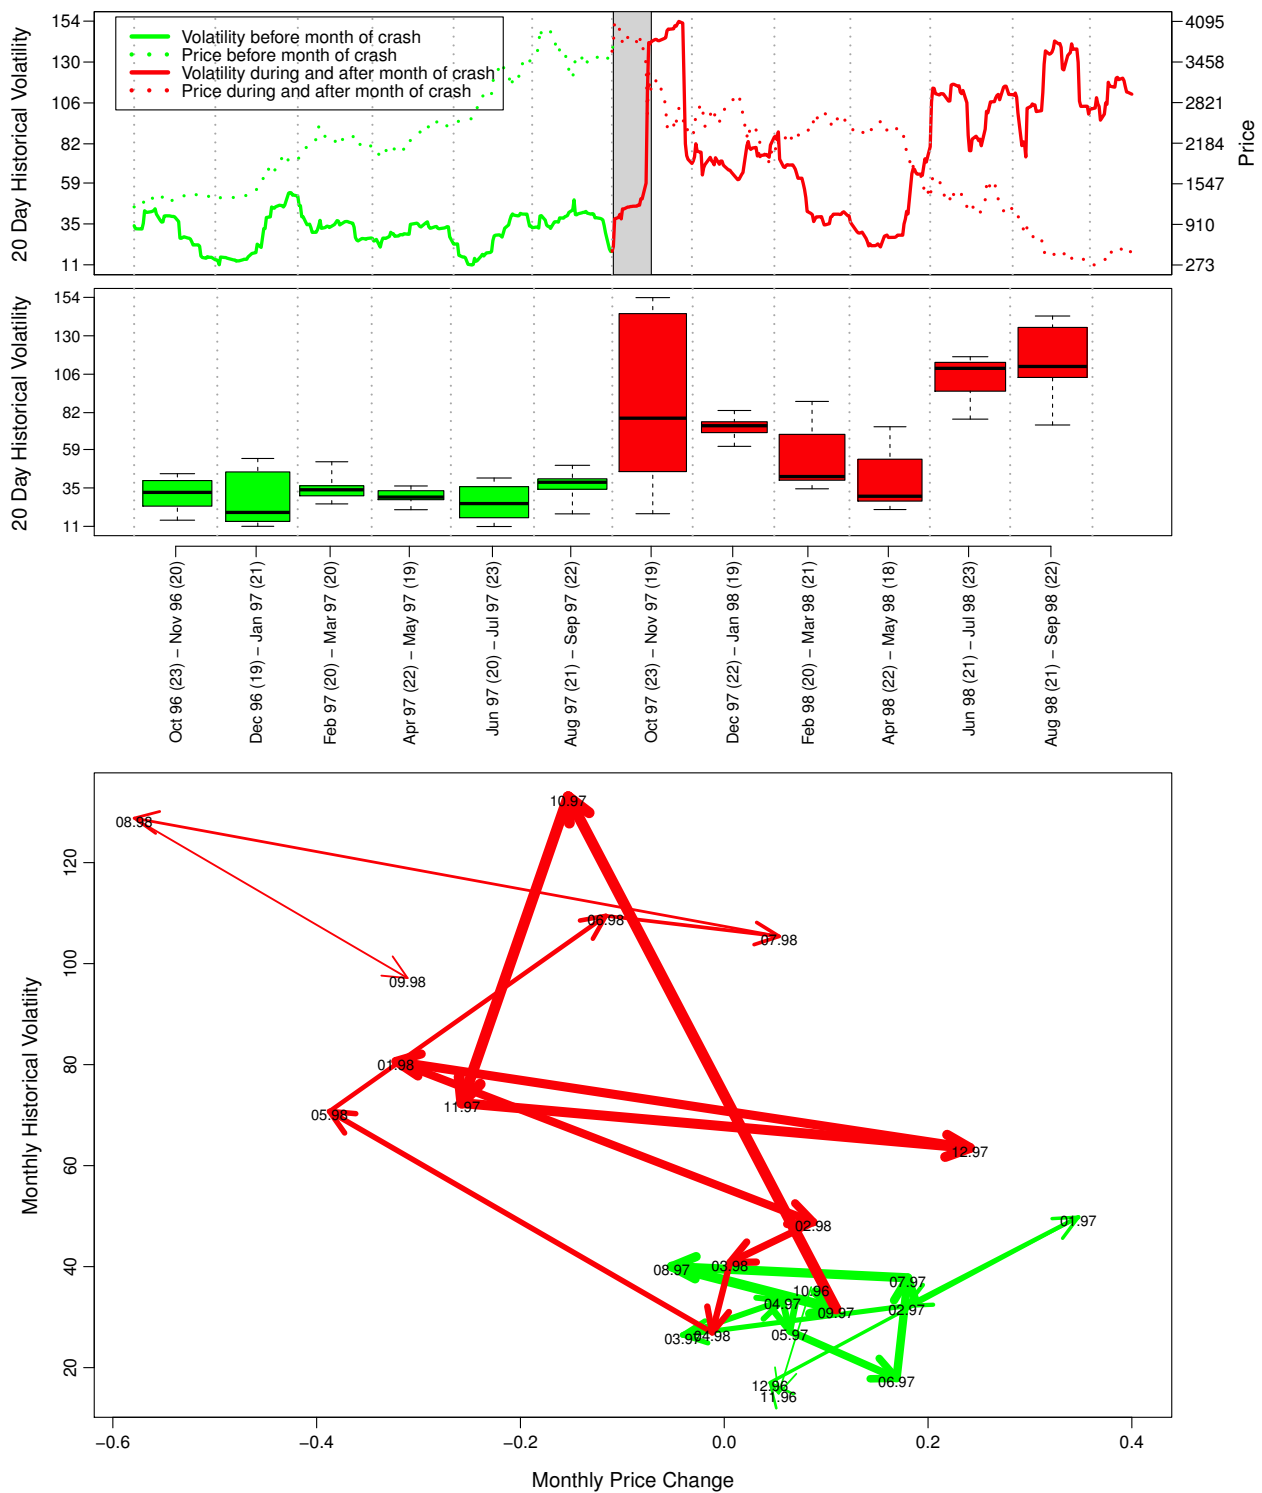 20 Day Historical Volatility
154
130
106
82
59
35
11
Volatility before month of crash
Price before month of crash
Volatility during and after month of crash
Price during and after month of crash
4095
3458
2821
2184
1547
910
273
Price
20 Day Historical Volatility
154
130
106
82
59
35
11
Oct 96 (23) − Nov 96 (20)
Dec 96 (19) − Jan 97 (21)
Feb 97 (20) − Mar 97 (20)
Apr 97 (22) − May 97 (19)
Jun 97 (20) − Jul 97 (23)
Aug 97 (21) − Sep 97 (22)
Oct 97 (23) − Nov 97 (19)
Dec 97 (22) − Jan 98 (19)
Feb 98 (20) − Mar 98 (21)
Apr 98 (22) − May 98 (18)
Jun 98 (21) − Jul 98 (23)
Aug 98 (21) − Sep 98 (22)
Monthly Historical Volatiity
120
100
80
60
40
20
10.97
08.98
06.98
07.98
09.98
01.98
11.97
05.98
12.97
01.97
02.98
03.98
08.97
07.97
10.96
04.97
02.97
09.97
03.97
04.98
05.97
06.97
12.96
11.96
−0.6
−0.4
−0.2
0.0
0.2
0.4
Monthly Price Change